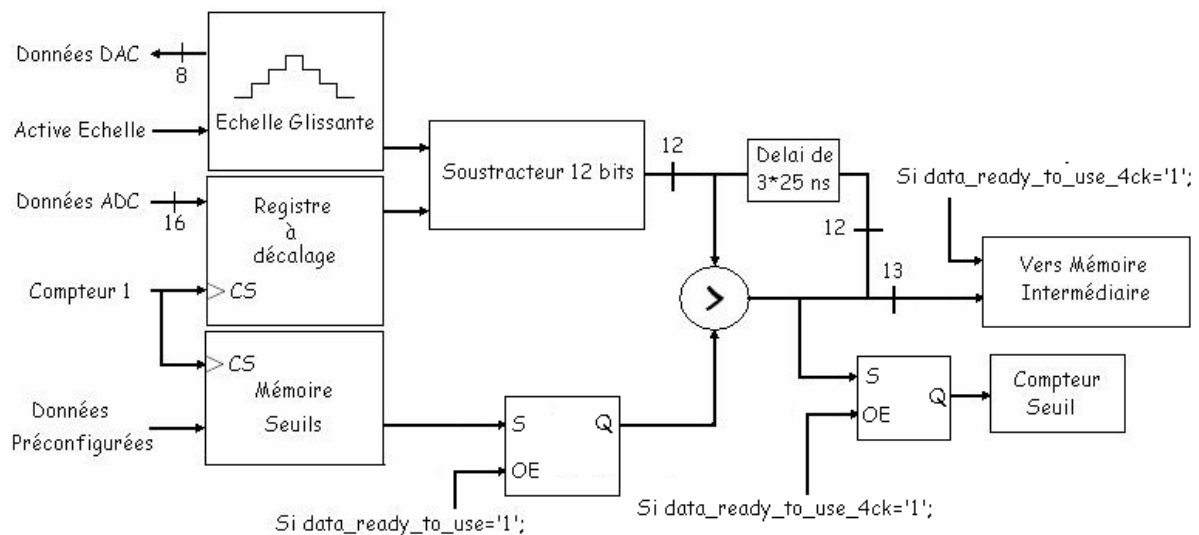 Données DAC
8
Active Echelle
Echelle Glissante
Données ADC
16
Registre
à
décalage
Compteur 1
CS
CS
Mémoire
Seuils
Données
Préconfigurées
Soustracteur 12 bits
12
Délai de
3*25 ns
12
>
13
Si data_ready_to_use_4ck='1';
Vers Mémoire
Intermédiaire
S
OE
Q
Si data_ready_to_use='1';
S
OE
Q
Si data_ready_to_use_4ck='1';
Compteur
Seuil